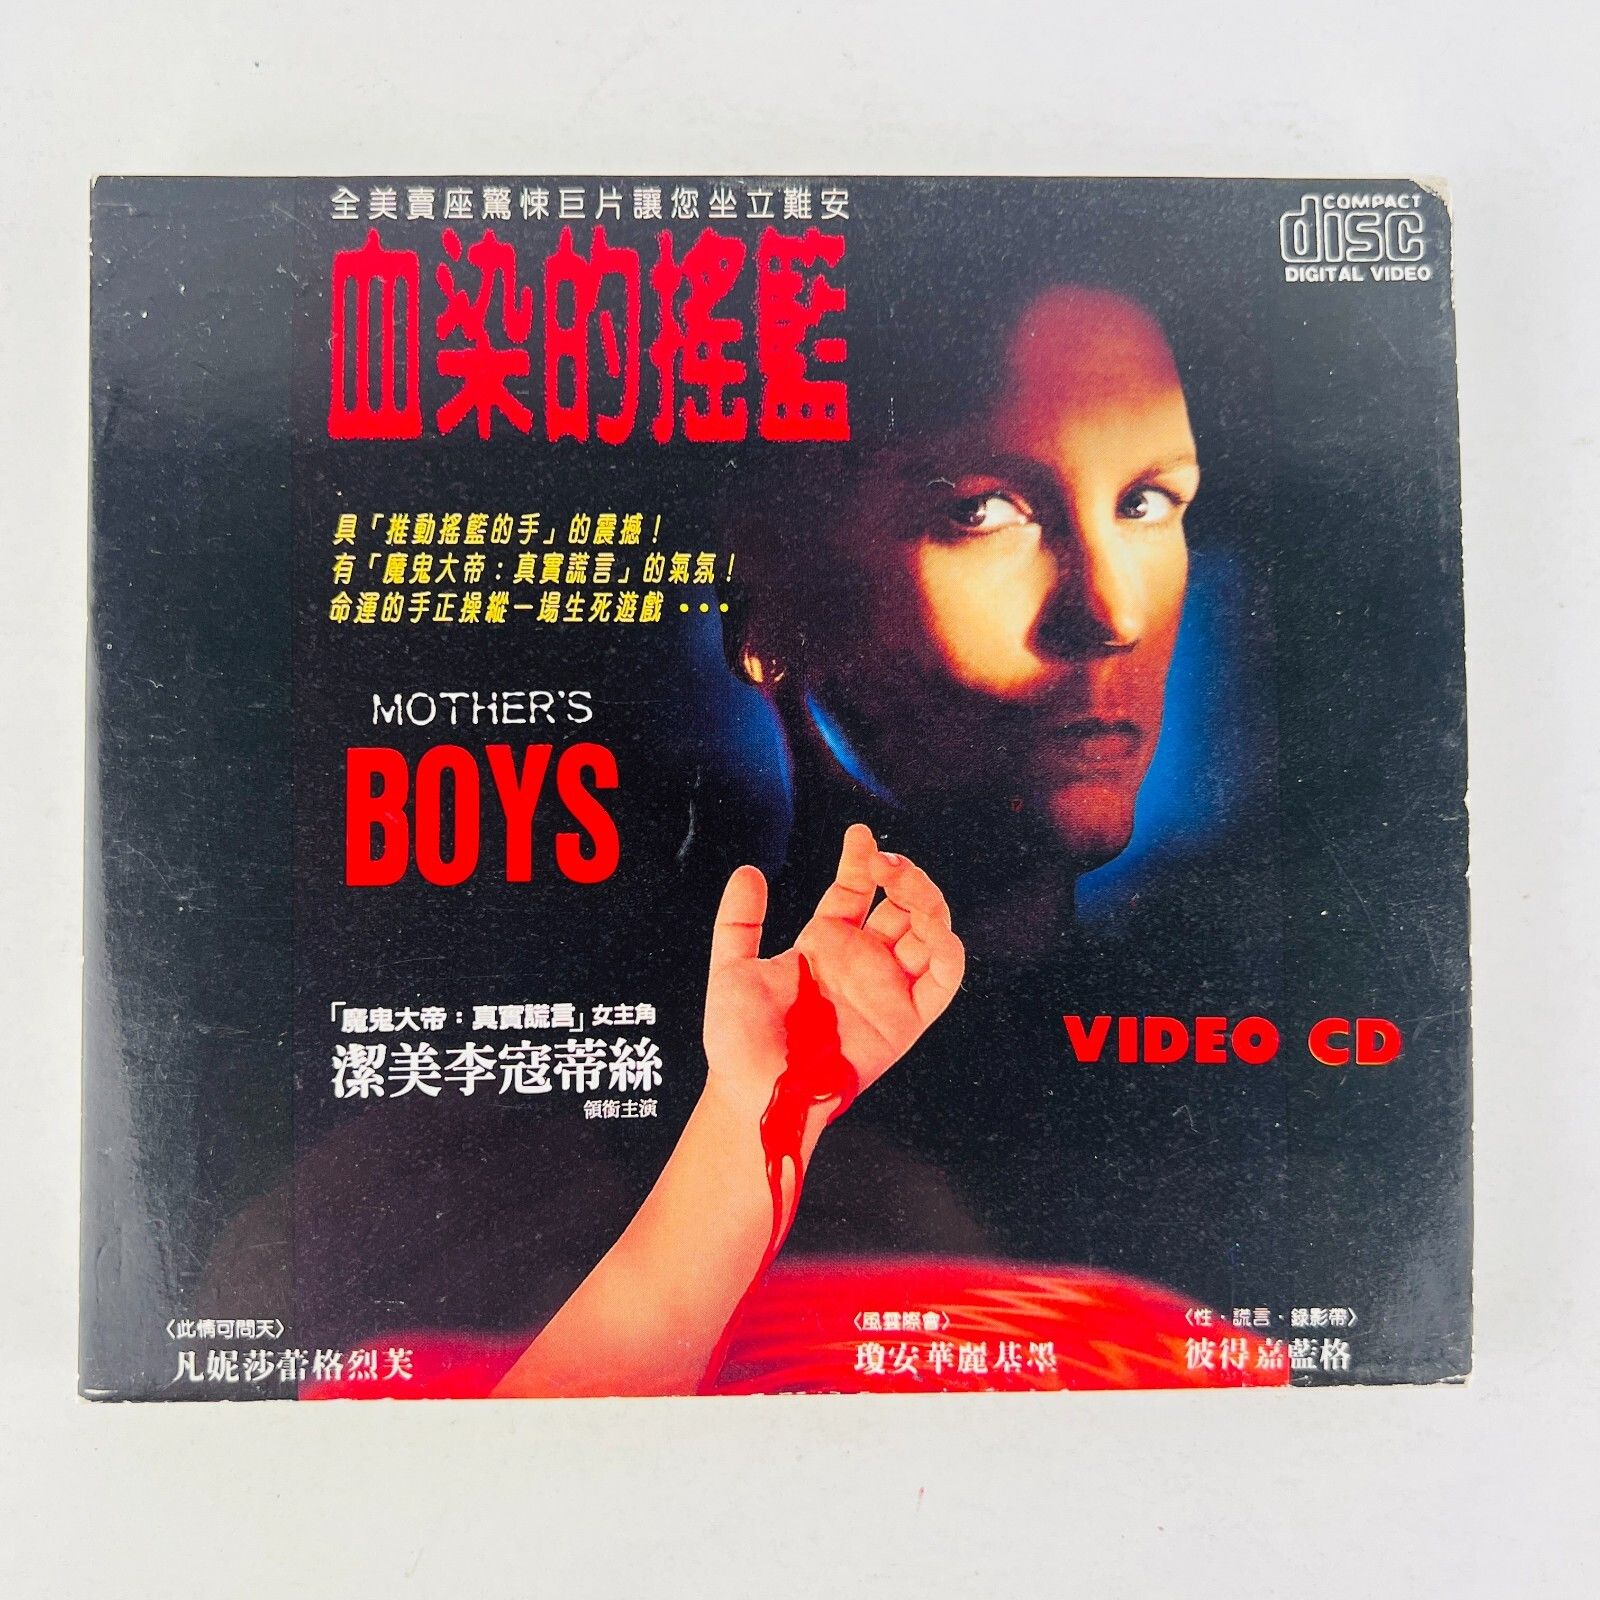 全美賣座驚悚巨片讓您坐立難安
血染的搖籃
COMPACT
disc
DIGITAL VIDEO
具「推動搖籃的手」的震撼！
有「魔鬼大帝：真實謊言」的氣氛！
命運的手正操縱一場生死遊戲•••
MOTHER'S
BOYS
「魔鬼大帝：真實謊言」女主角
潔美李寇蒂絲
領銜主演
VIDEO CD
〈此情可問天〉
凡妮莎蕾格烈芙
〈風雲際會〉
瓊安華麗基墨
〈性・謊言・錄影帶〉
彼得嘉藍格